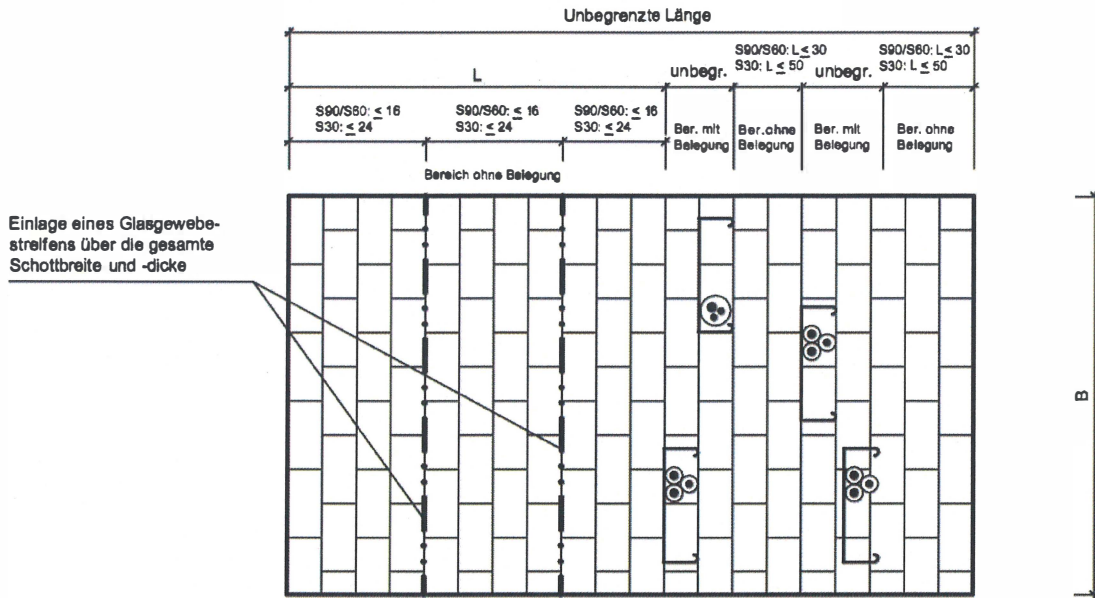 Unbegrenzte Länge
S90/S60: L ≤ 30
S30: L ≤ 50
S90/S60: L ≤ 30
S30: L ≤ 50
L
unbegr.
unbegr.
S90/S60: ≤ 16
S30: ≤ 24
S90/S60: ≤ 16
S30: ≤ 24
S90/S60: ≤ 16
S30: ≤ 24
Ber. mit
Belegung
Ber.ohne
Belegung
Ber. mit
Belegung
Ber. ohne
Belegung
Bereich ohne Belegung
Einlage eines Glasgewebe-
streifens über die gesamte
Schottbreite und -dicke
B